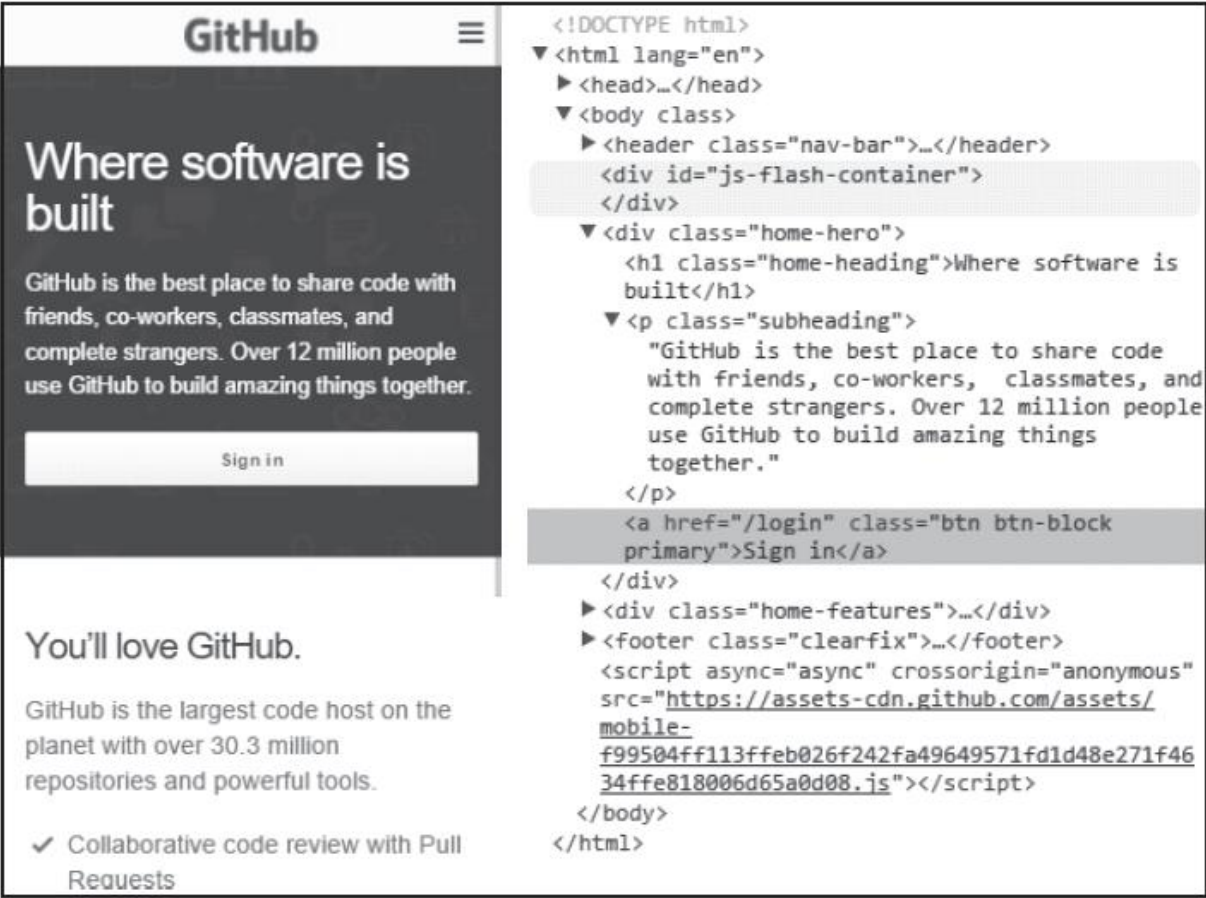 GitHub
Where software is
built
GitHub is the best place to share code with
friends, co-workers, classmates, and
complete strangers. Over 12 million people
use GitHub to build amazing things together.
Sign in
You'll love GitHub.
GitHub is the largest code host on the
planet with over 30.3 million
repositories and powerful tools.
✓ Collaborative code review with Pull
Requests
<!DOCTYPE html>
▼<html lang="en">
▶<head>…</head>
▼<body class>
▶<header class="nav-bar">…</header>
<div id="js-flash-container">
</div>
▼<div class="home-hero">
<h1 class="home-heading">Where software is
built</h1>
▼<p class="subheading">
"GitHub is the best place to share code
with friends, co-workers,  classmates, and
complete strangers. Over 12 million people
use GitHub to build amazing things
together."
</p>
<a href="/login" class="btn btn-block
primary">Sign in</a>
</div>
▶<div class="home-features">…</div>
▶<footer class="clearfix">…</footer>
<script async="async" crossorigin="anonymous"
src="https://assets-cdn.github.com/assets/
mobile-
f99504ff113ffeb026f242fa49649571fd1d48e271f46
34ffe818006d65a0d08.js"></script>
</body>
</html>